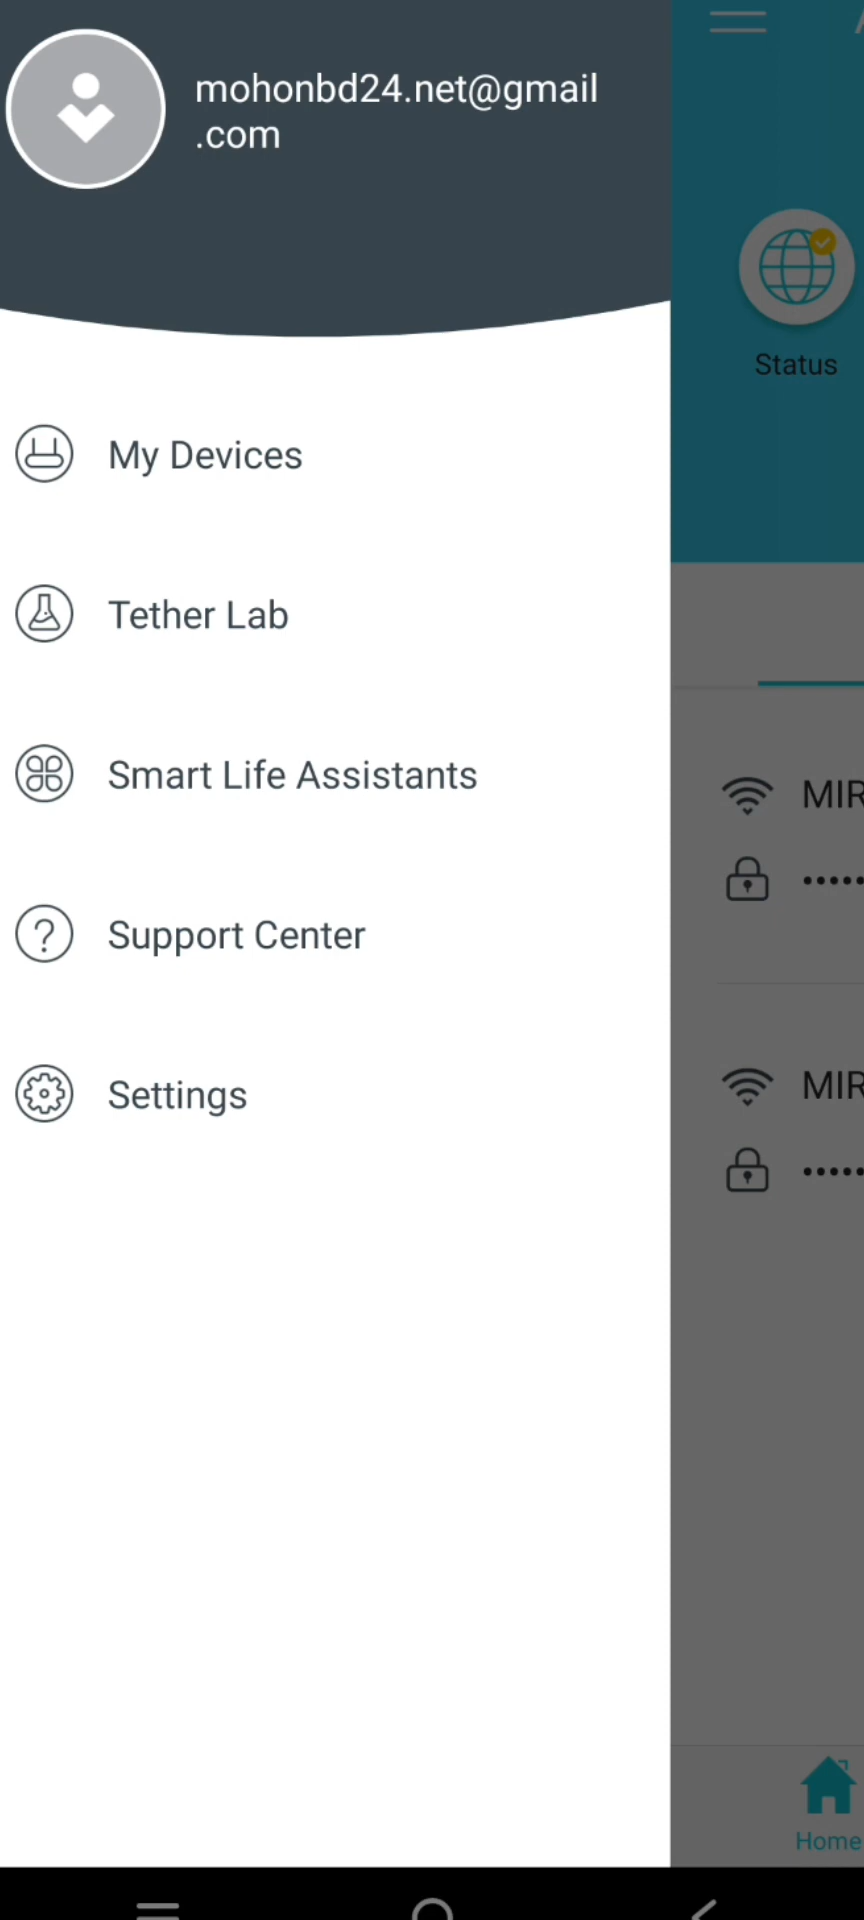 mohonbd24.net@gmail
.com
Status
My Devices
Tether Lab
Smart Life Assistants
MIR
•••••
Support Center
MIR
Settings
•••••
Home